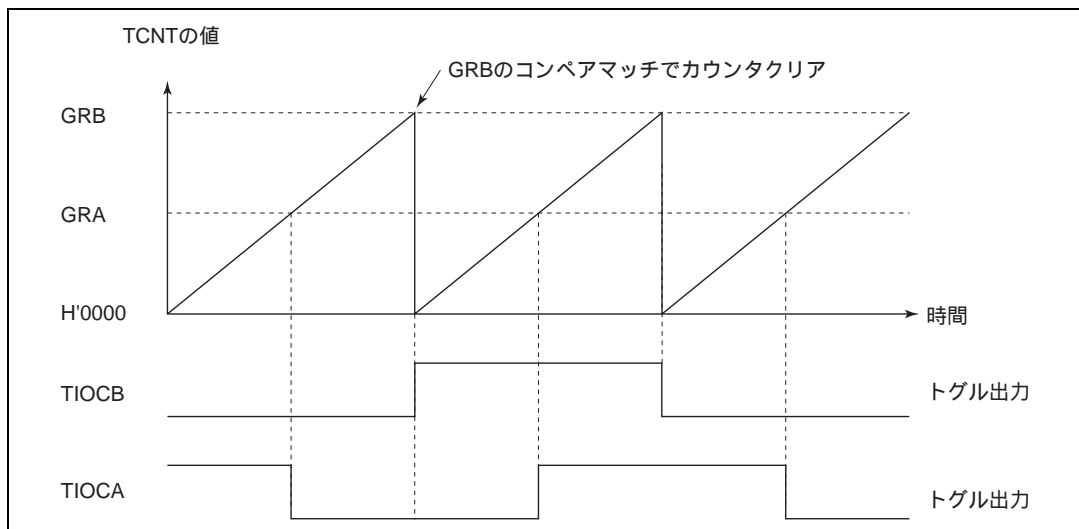 TCNTの値
GRBのコンペアマッチでカウンタクリア
GRB
GRA
H'0000
時間
TIOCB
トグル出力
TIOCA
トグル出力